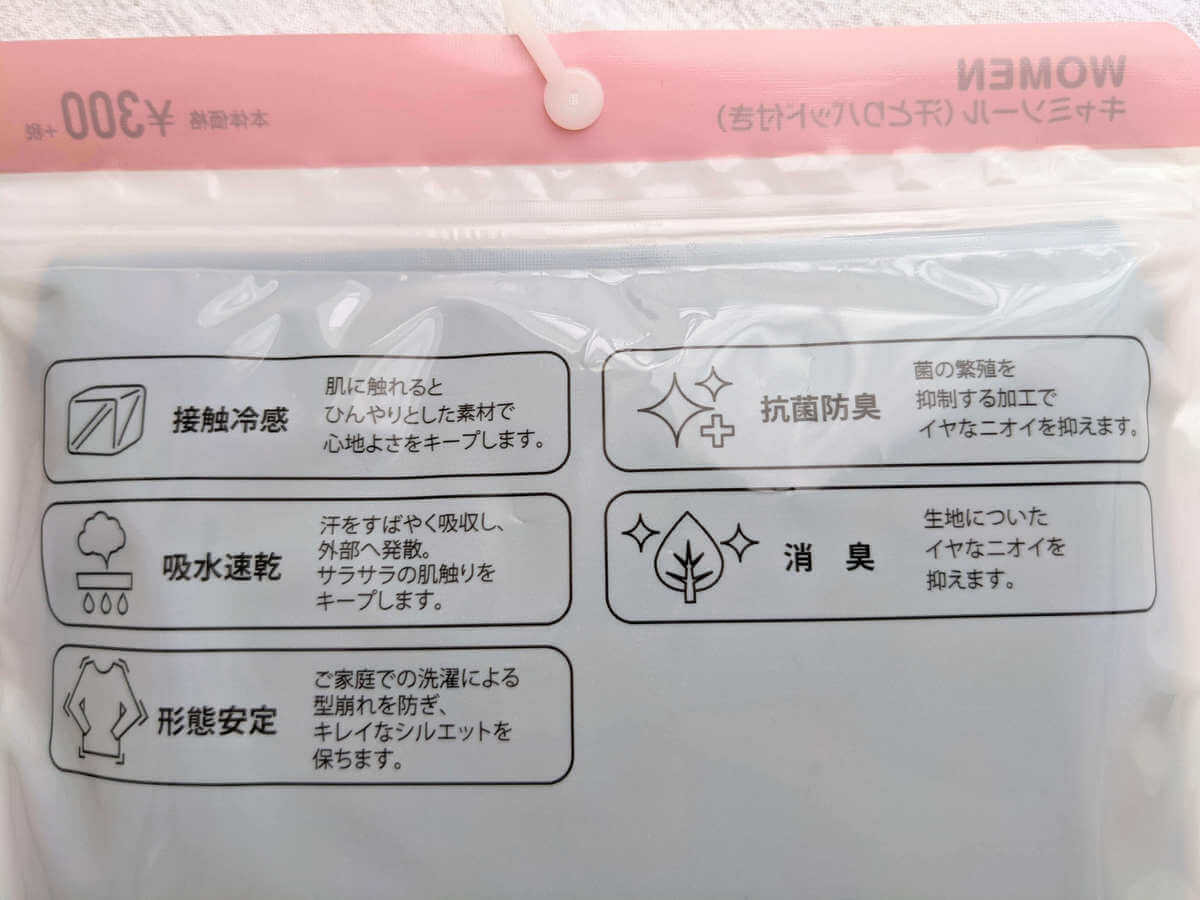 WOMEN
キャミソール(汗とりパッド付き)
本体価格 ¥300+税
接触冷感
肌に触れると
ひんやりとした素材で
心地よさをキープします。
吸水速乾
汗をすばやく吸収し、
外部へ発散。
サラサラの肌触りを
キープします。
形態安定
ご家庭での洗濯による
型崩れを防ぎ、
キレイなシルエットを
保ちます。
抗菌防臭
菌の繁殖を
抑制する加工で
イヤなニオイを抑えます。
消 臭
生地についた
イヤなニオイを
抑えます。